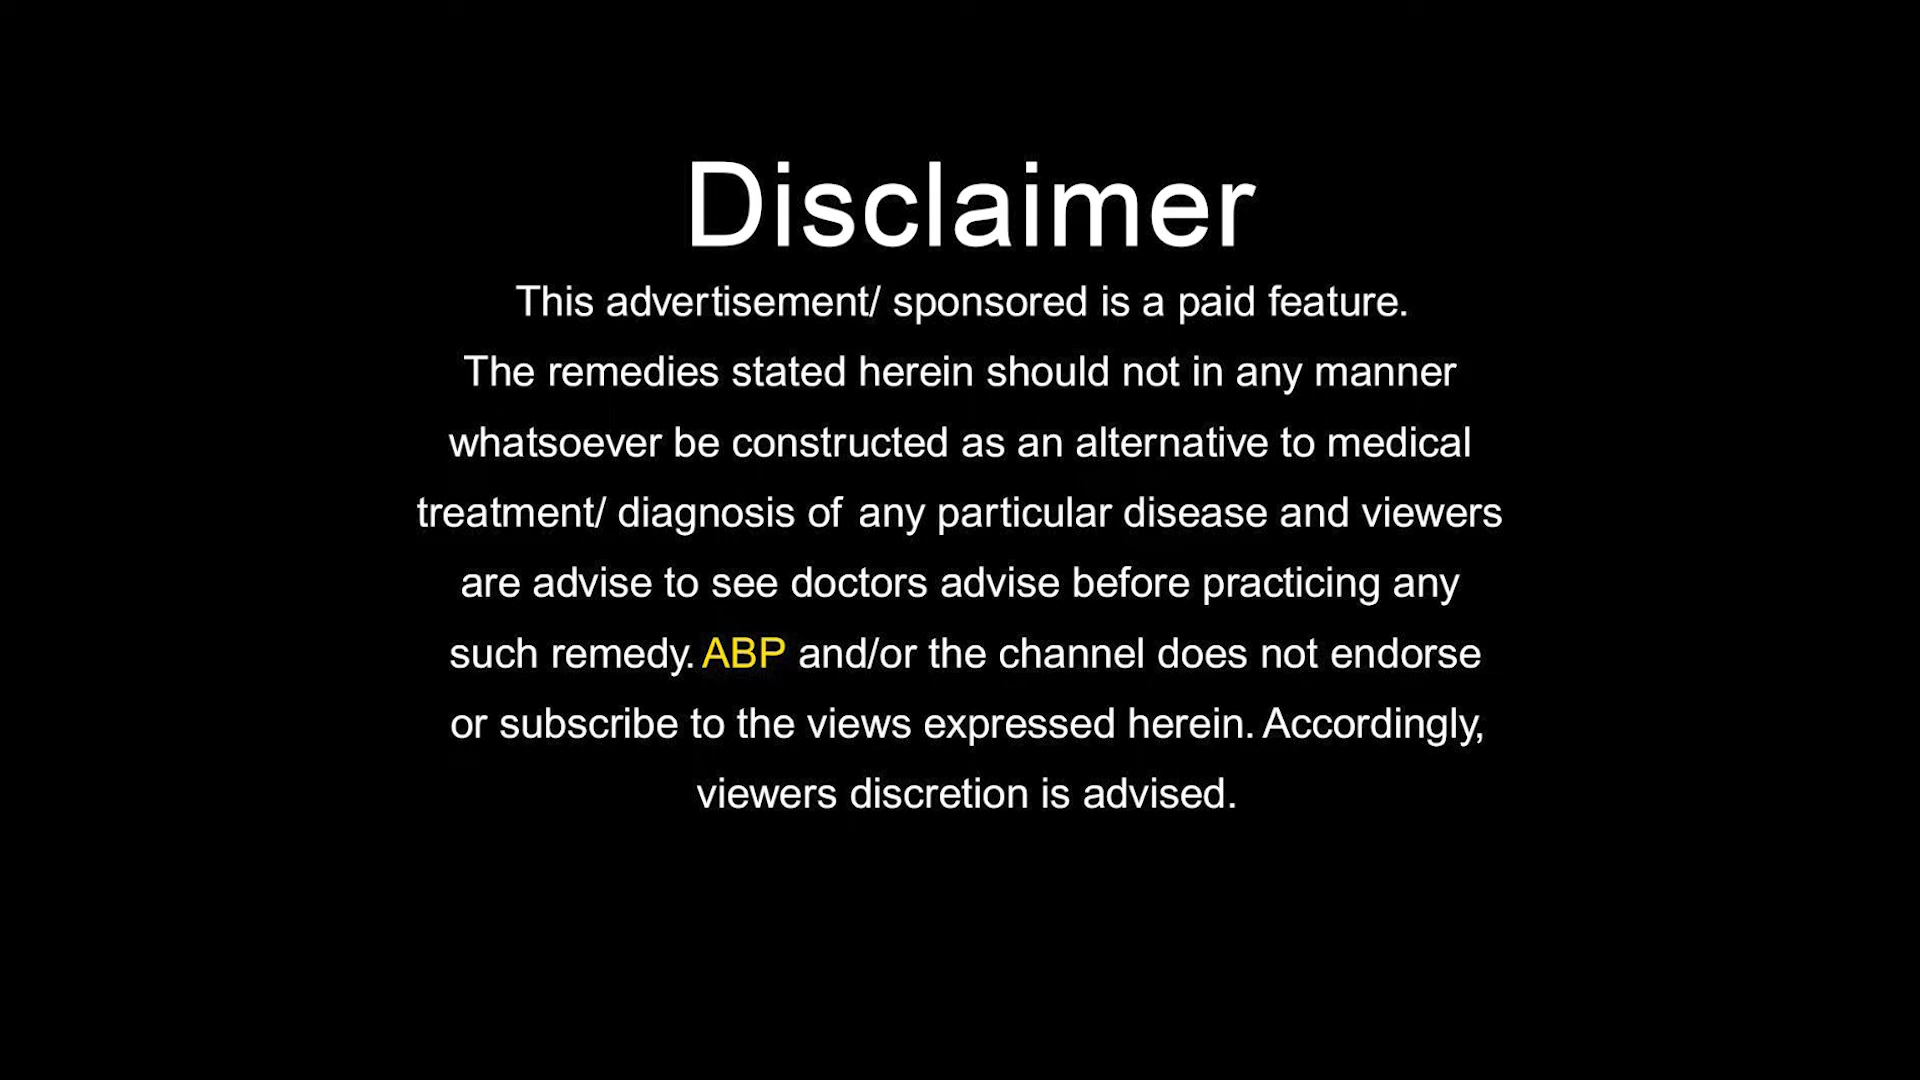 Disclaimer
This advertisement/ sponsored is a paid feature.
The remedies stated herein should not in any manner
whatsoever be constructed as an alternative to medical
treatment/ diagnosis of any particular disease and viewers
are advise to see doctors advise before practicing any
such remedy. ABP and/or the channel does not endorse
or subscribe to the views expressed herein. Accordingly,
viewers discretion is advised.